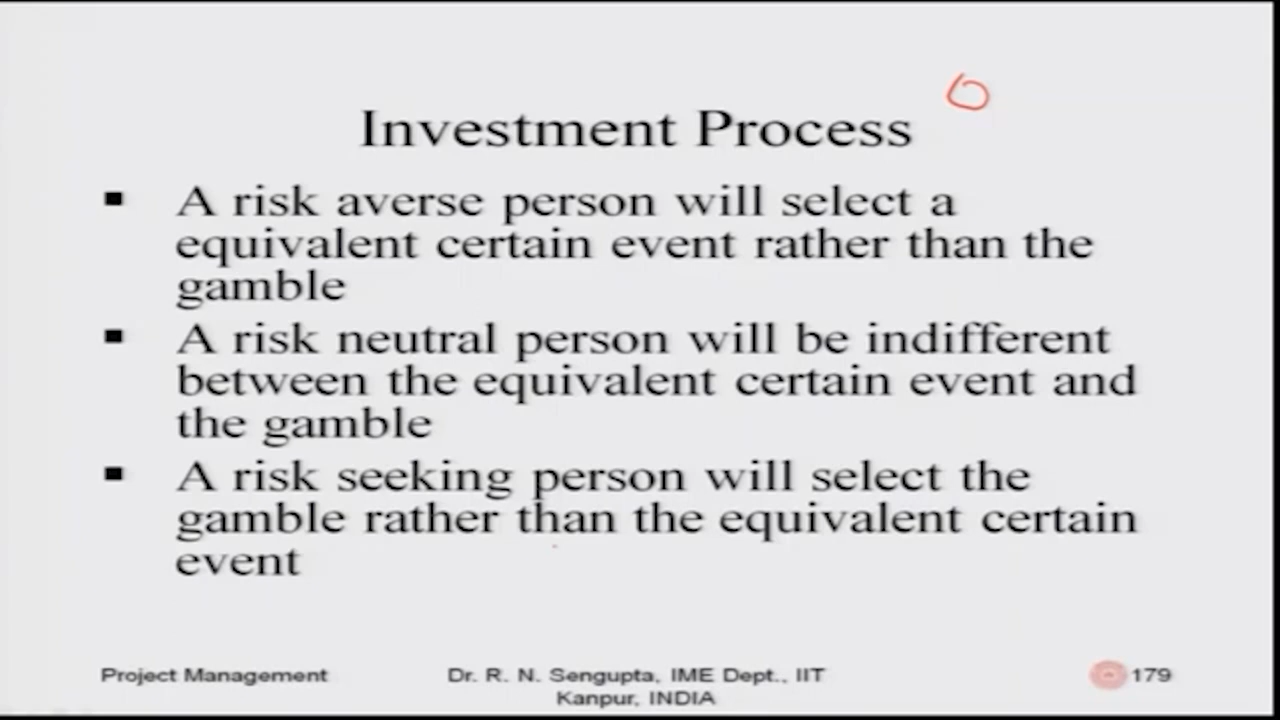 Investment Process
▪ A risk averse person will select a
equivalent certain event rather than the
gamble
▪ A risk neutral person will be indifferent
between the equivalent certain event and
the gamble
▪ A risk seeking person will select the
gamble rather than the equivalent certain
event
Project Management
Dr. R. N. Sengupta, IME Dept., IIT
Kanpur, INDIA
179